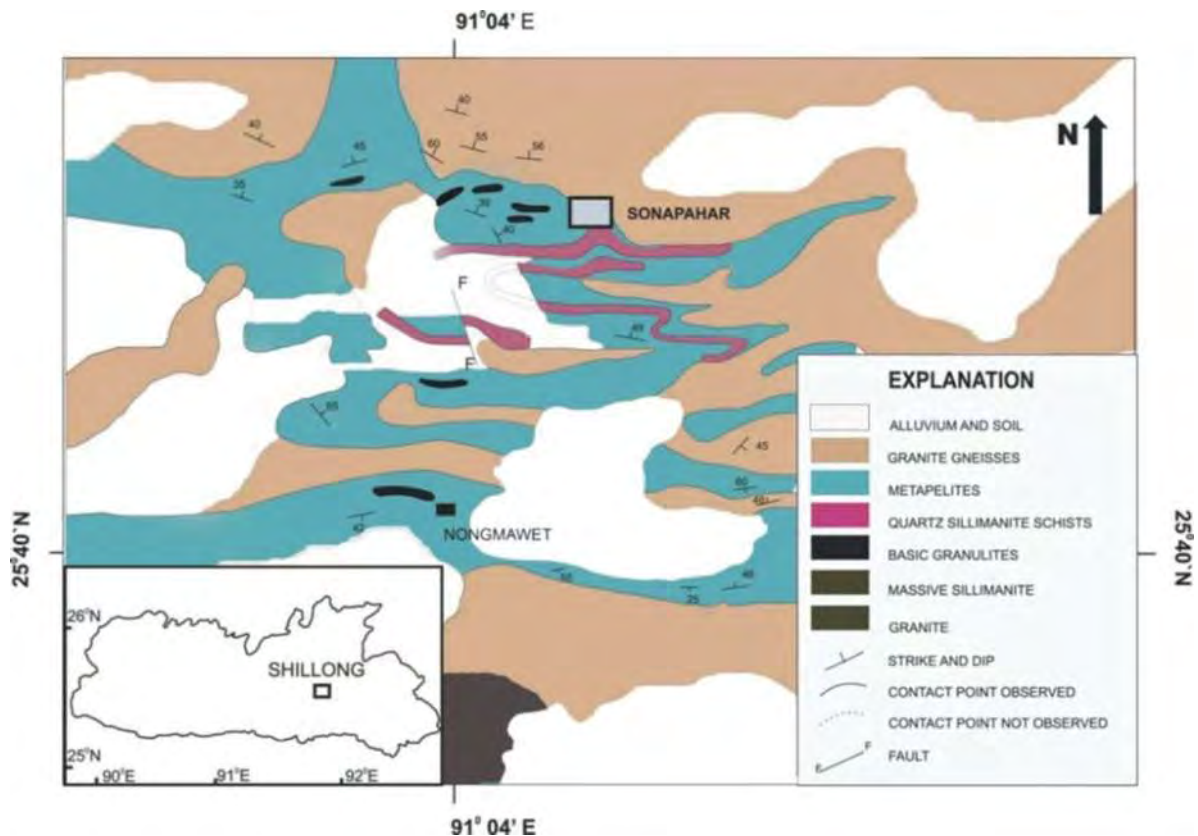 91°04' E
N
40
40
55
60
56
45
35
39
SONAPAHAR
40
F
49
F
55
45
60
42
NONGMAWET
55
25
25°40'N
25°40'N
EXPLANATION
ALLUVIUM AND SOIL
GRANITE GNEISSES
METAPELITES
QUARTZ SILLIMANITE SCHISTS
BASIC GRANULITES
MASSIVE SILLIMANITE
GRANITE
STRIKE AND DIP
CONTACT POINT OBSERVED
CONTACT POINT NOT OBSERVED
F
F
FAULT
26°N
SHILLONG
25°N
90°E
91°E
92°E
91° 04' E